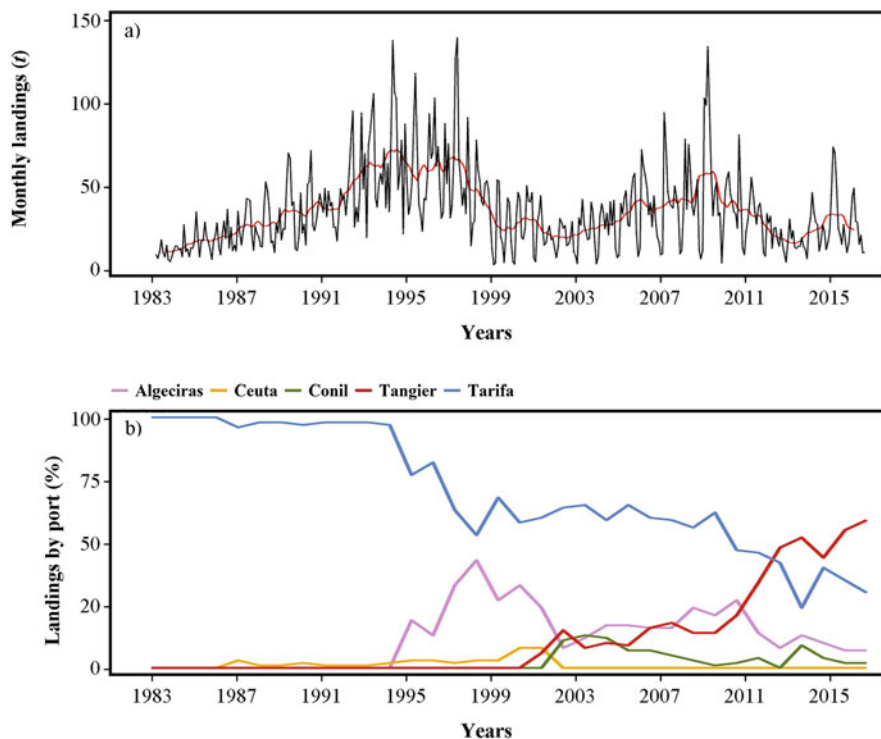 150
a)
100
50
0
Monthly landings (t)
1983 1987 1991 1995 1999 2003 2007 2011 2015
Years
Algeciras Ceuta Conil Tangier Tarifa
100
b)
75
50
20
0
Landings by port (%)
1983 1987 1991 1995 1999 2003 2007 2011 2015
Years